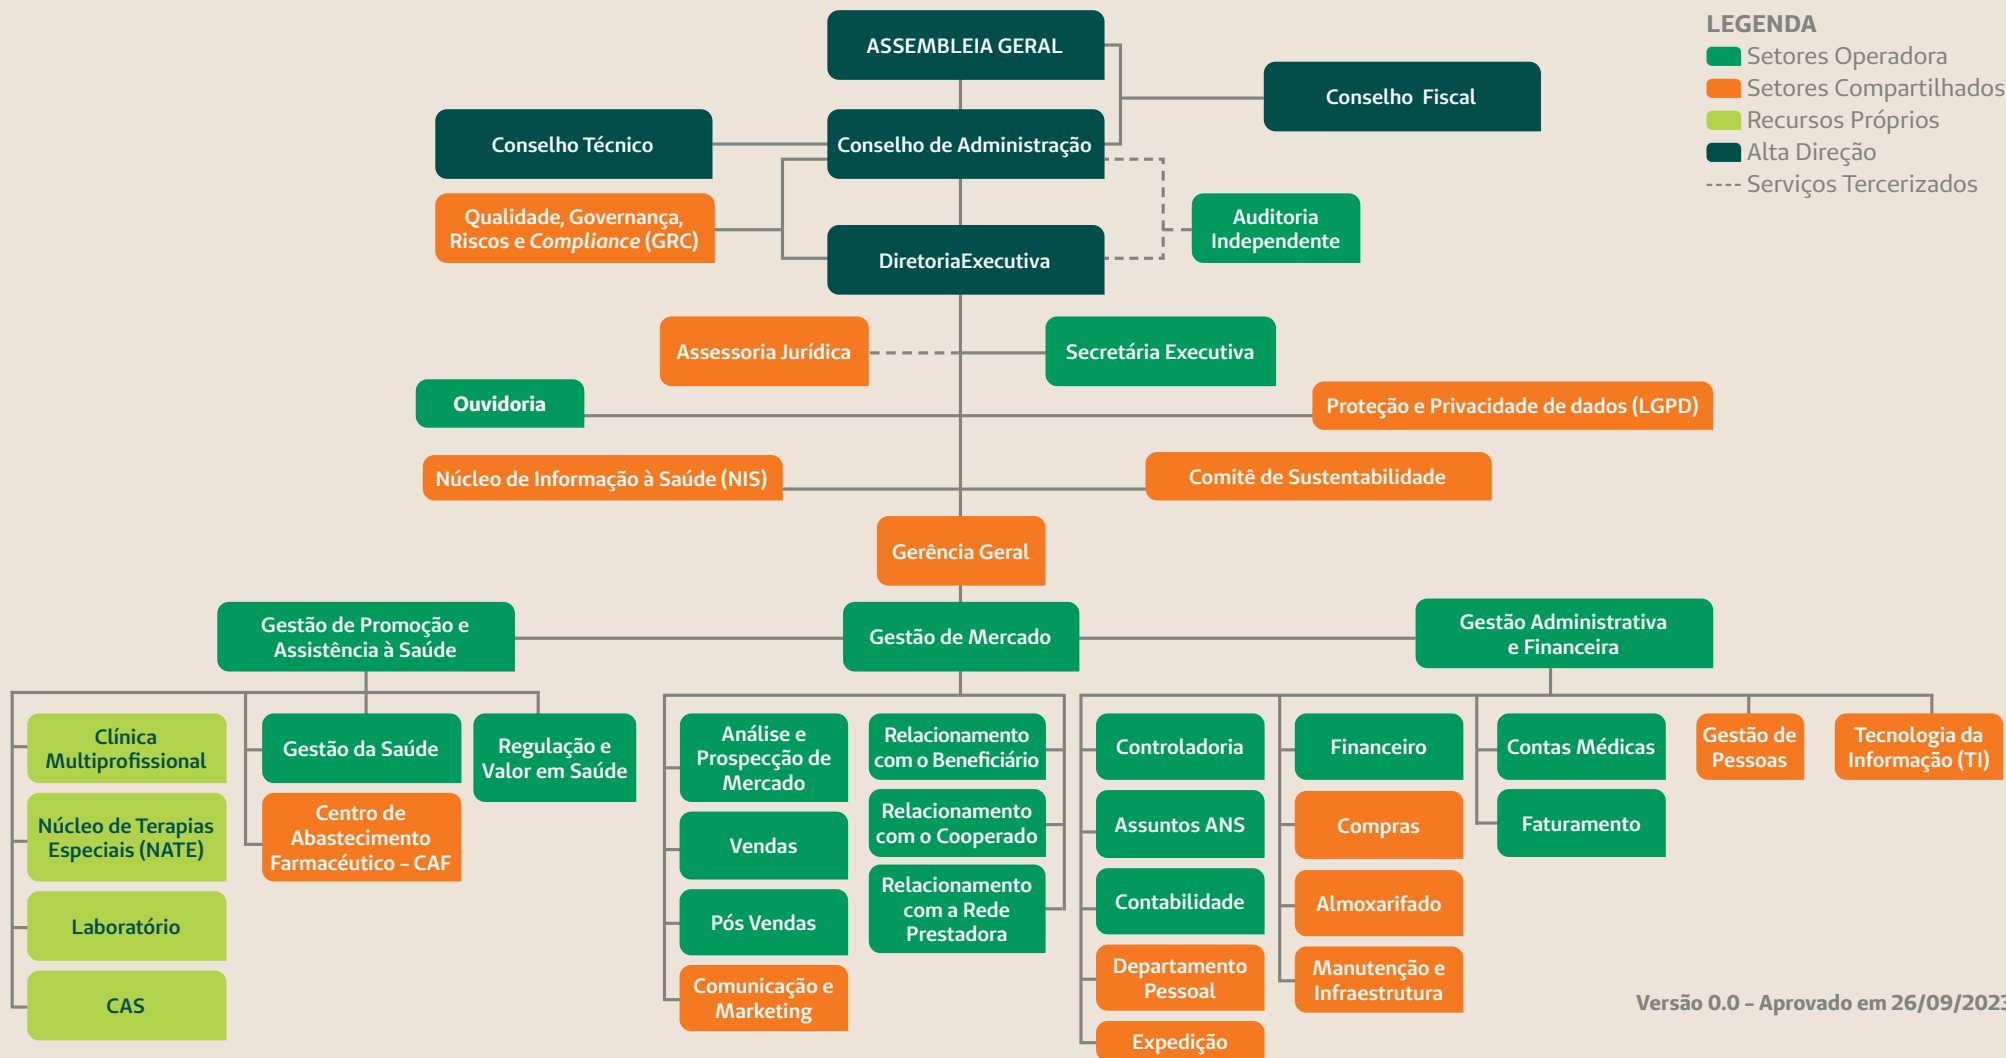 ASSEMBLEIA GERAL
Conselho Fiscal
Conselho Técnico
Conselho de Administração
Qualidade, Governança,
Riscos e Compliance (GRC)
Auditoria
Independente
DiretoriaExecutiva
LEGENDA
Setores Operadora
Setores Compartilhados
Recursos Próprios
Alta Direção
Serviços Tercerizados
Assessoria Jurídica
Secretária Executiva
Ouvidoria
Proteção e Privacidade de dados (LGPD)
Núcleo de Informação à Saúde (NIS)
Comitê de Sustentabilidade
Gerência Geral
Gestão de Promoção e
Assistência à Saúde
Gestão de Mercado
Gestão Administrativa
e Financeira
Clínica
Multiprofissional
Núcleo de Terapias
Especiais (NATE)
Laboratório
CAS
Gestão da Saúde
Centro de
Abastecimento
Farmacéutico - CAF
Regulação e
Valor em Saúde
Análise e
Prospecção de
Mercado
Vendas
Pós Vendas
Comunicação e
Marketing
Relacionamento
com o Beneficiário
Relacionamento
com o Cooperado
Relacionamento
com a Rede
Prestadora
Controladoria
Assuntos ANS
Contabilidade
Departamento
Pessoal
Expedição
Financeiro
Compras
Almoxarifado
Manutenção e
Infraestrutura
Contas Médicas
Faturamento
Gestão de
Pessoas
Tecnologia da
Informação (TI)
Versão 0.0 - Aprovado em 26/09/2023